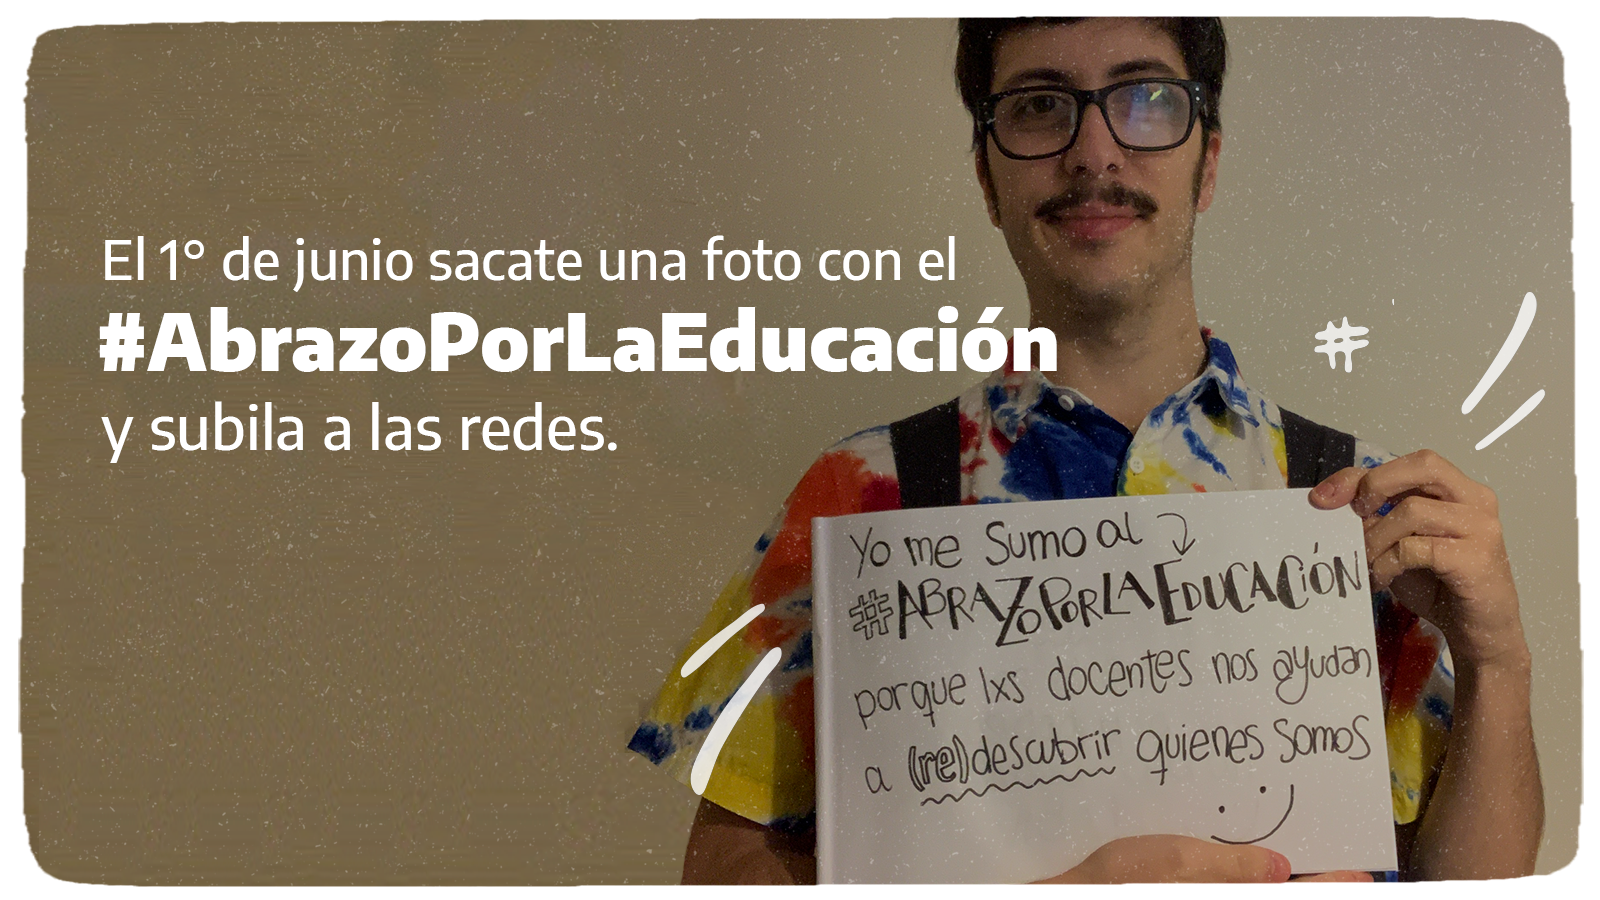 El 1° de junio sacate una foto con el
#AbrazoPorLaEducación
y subila a las redes.
Yo me sumo al
#ABRAZOPORLAEDUCACIÓN
porque lxs docentes nos ayudan
a (re)descubrir quienes somos